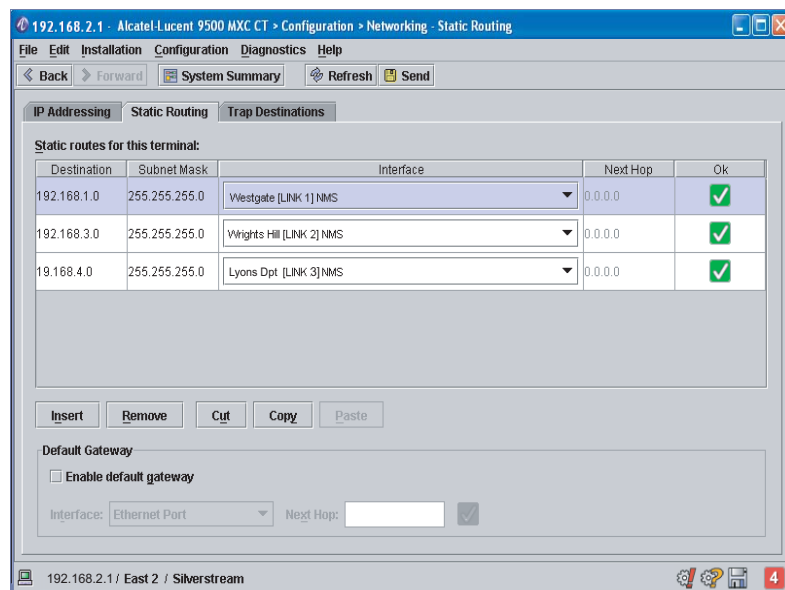 192.168.2.1 - Alcatel-Lucent 9500 MXC CT > Configuration > Networking - Static Routing
File Edit Installation Configuration Diagnostics Help
Back Forward System Summary Refresh Send
IP Addressing Static Routing Trap Destinations
Static routes for this terminal:
Destination Subnet Mask Interface Next Hop Ok
192.168.1.0 255.255.255.0 Westgate [LINK 1] NMS 0.0.0.0
192.168.3.0 255.255.255.0 Wrights Hill [LINK 2] NMS 0.0.0.0
19.168.4.0 255.255.255.0 Lyons Dpt [LINK 3] NMS 0.0.0.0
Insert Remove Cut Copy Paste
Default Gateway
Enable default gateway
Interface: Ethernet Port Next Hop:
192.168.2.1 / East 2 / Silverstream 4